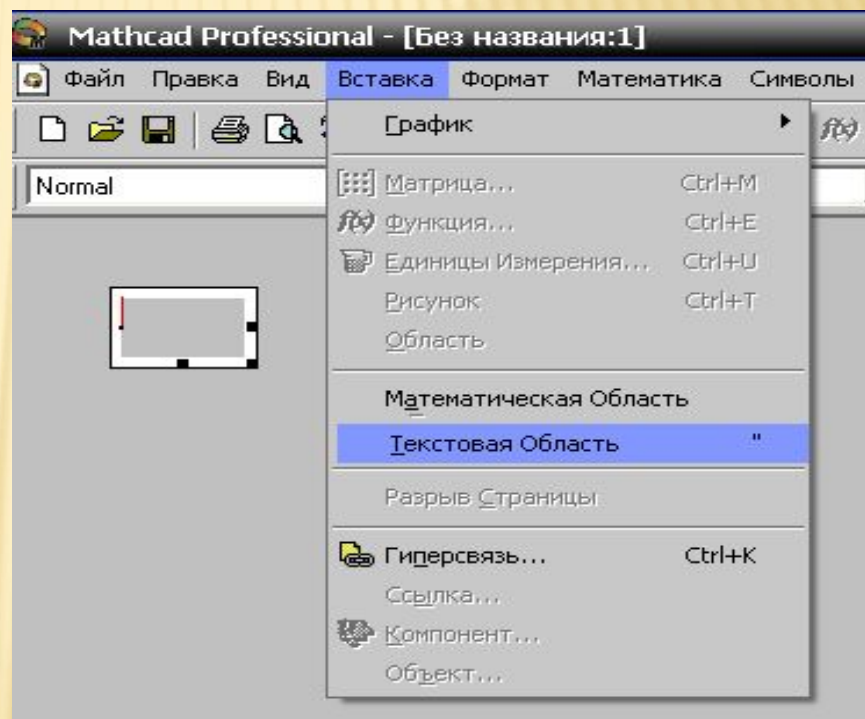 Mathcad Professional - [Без названия:1]
Файл Правка Вид Вставка Формат Математика Символы
График
f(x)
Normal
Матрица... Ctrl+M
f(x) Функция... Ctrl+E
Единицы Измерения... Ctrl+U
Рисунок Ctrl+T
Область
Математическая Область
Текстовая Область "
Разрыв Страницы
Гиперсвязь... Ctrl+K
Ссылка...
Компонент...
Объект...